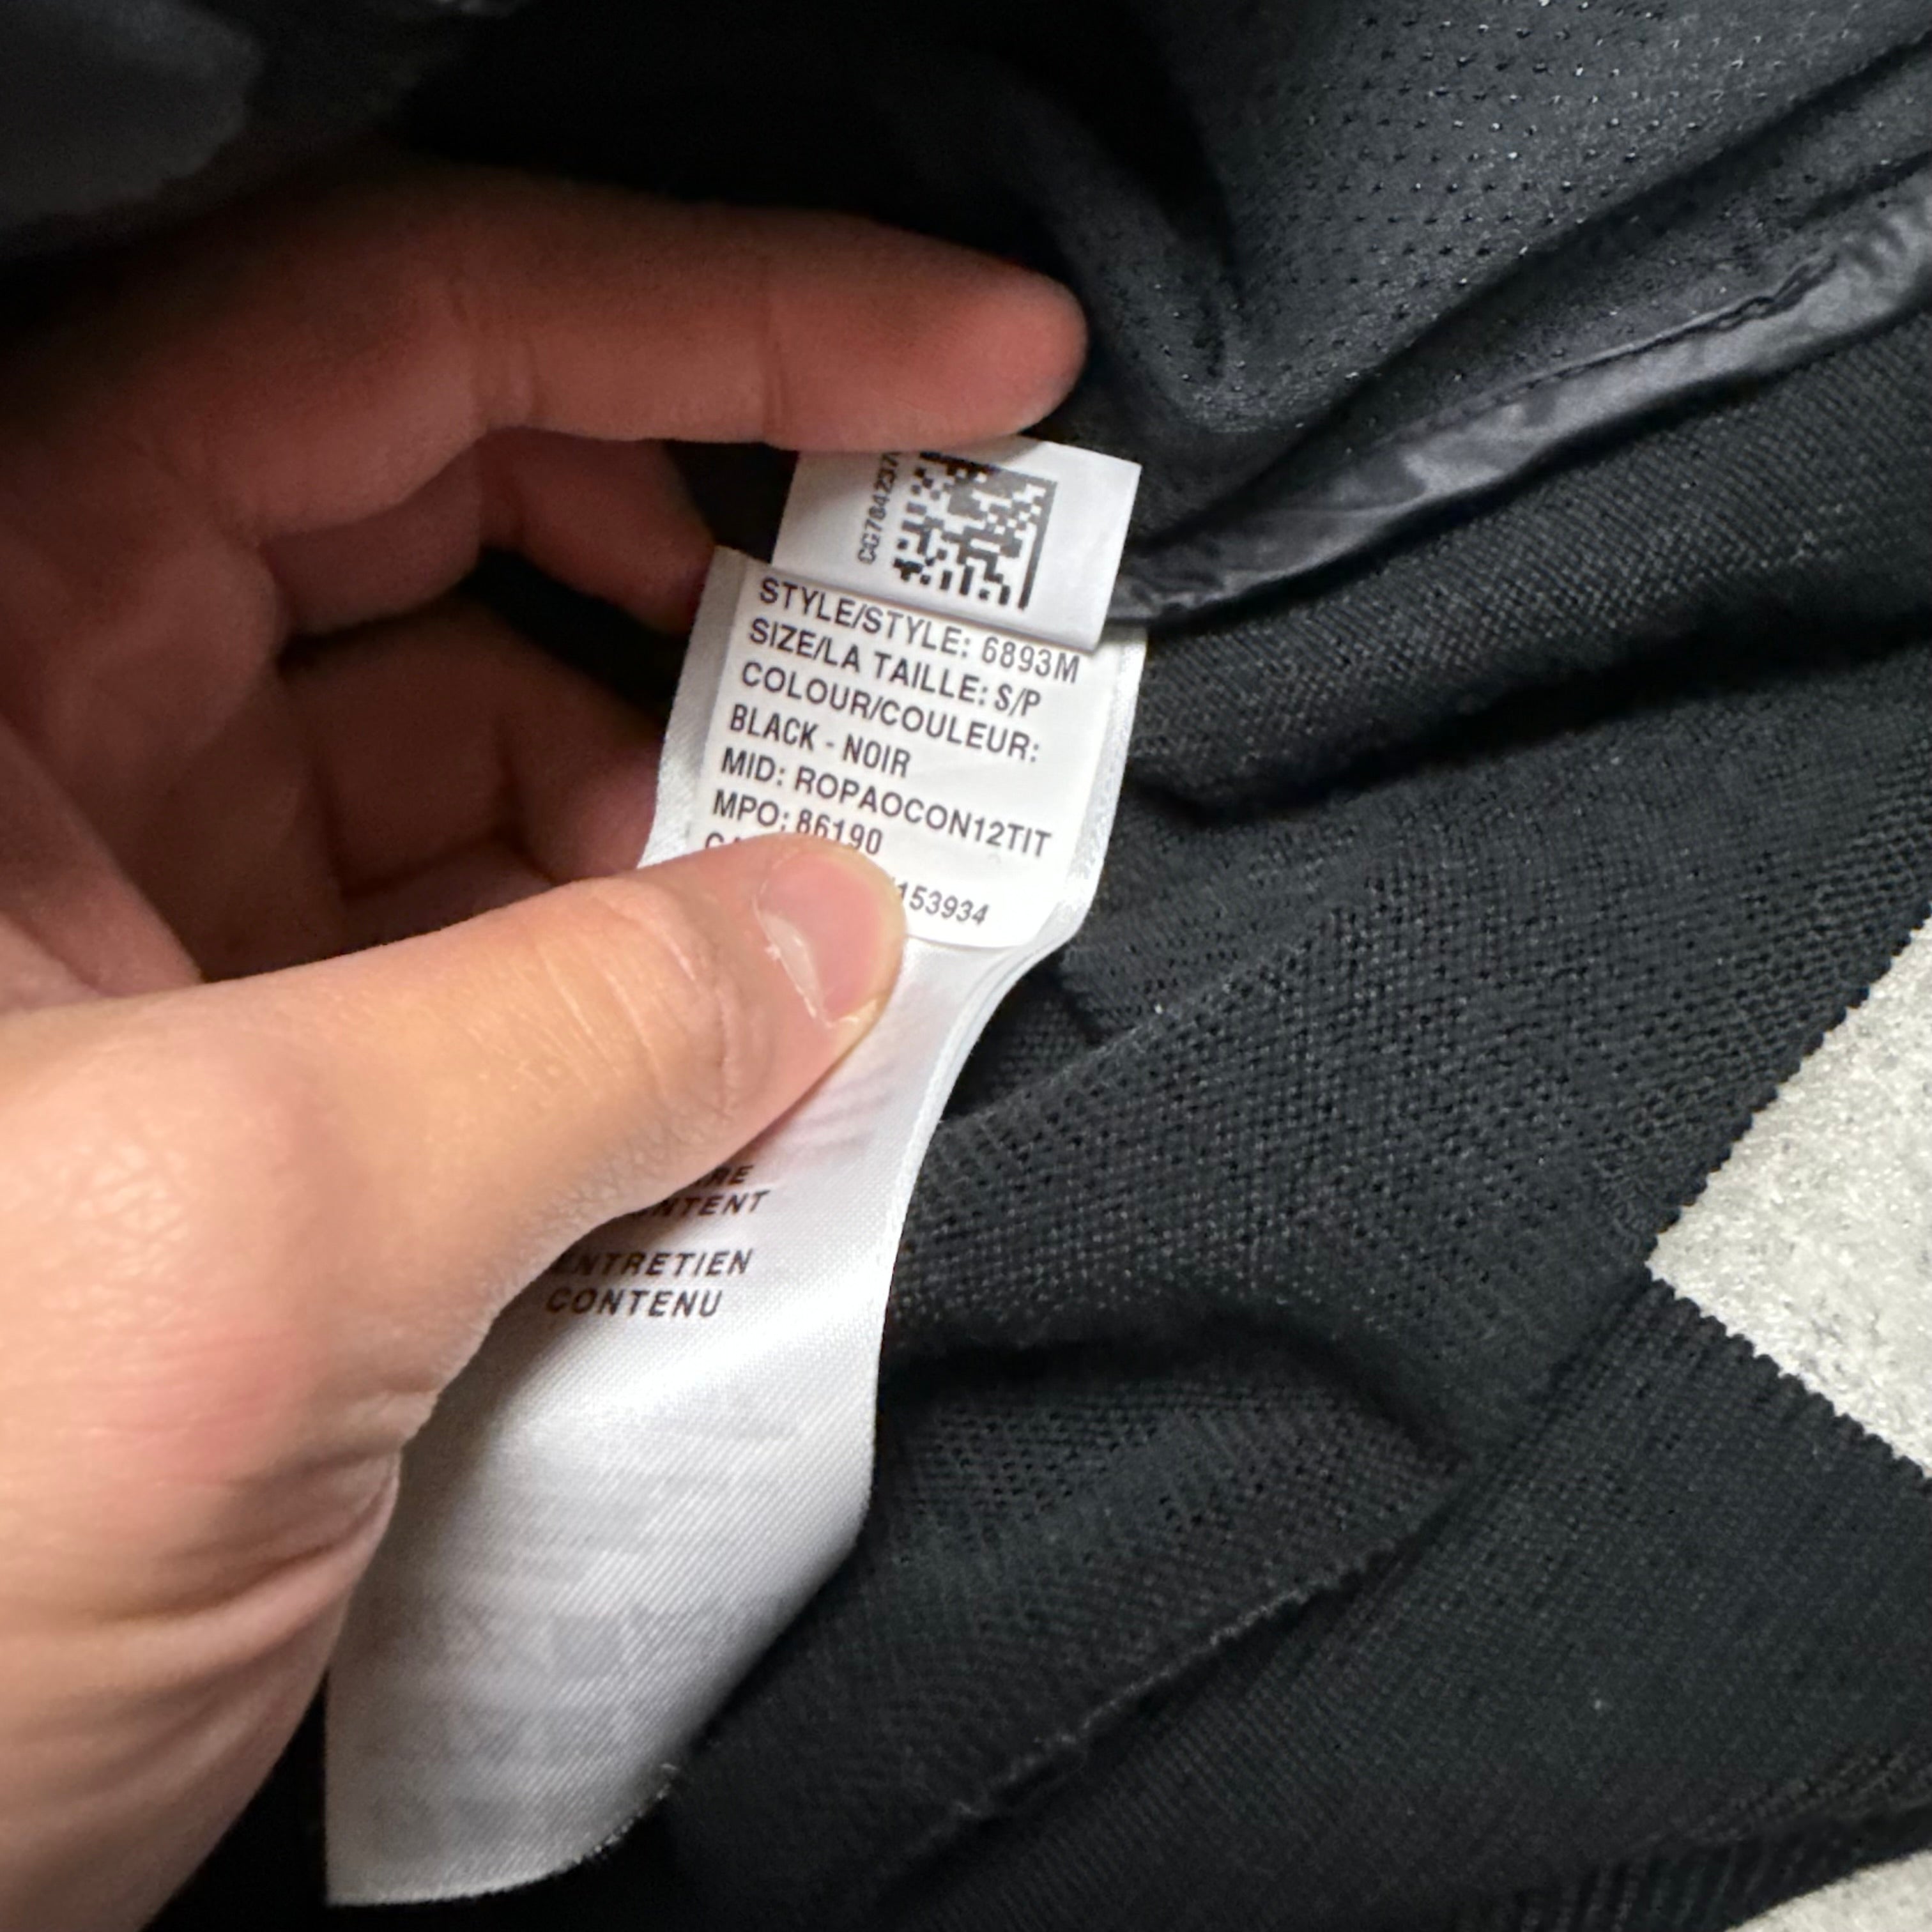 STYLE/STYLE: 6893M
SIZE/LA TAILLE: S/P
COLOUR/COULEUR:
BLACK - NOIR
MID: ROPAOCON12TIT
MPO: 86190
153934
ENTRETIEN
CONTENU